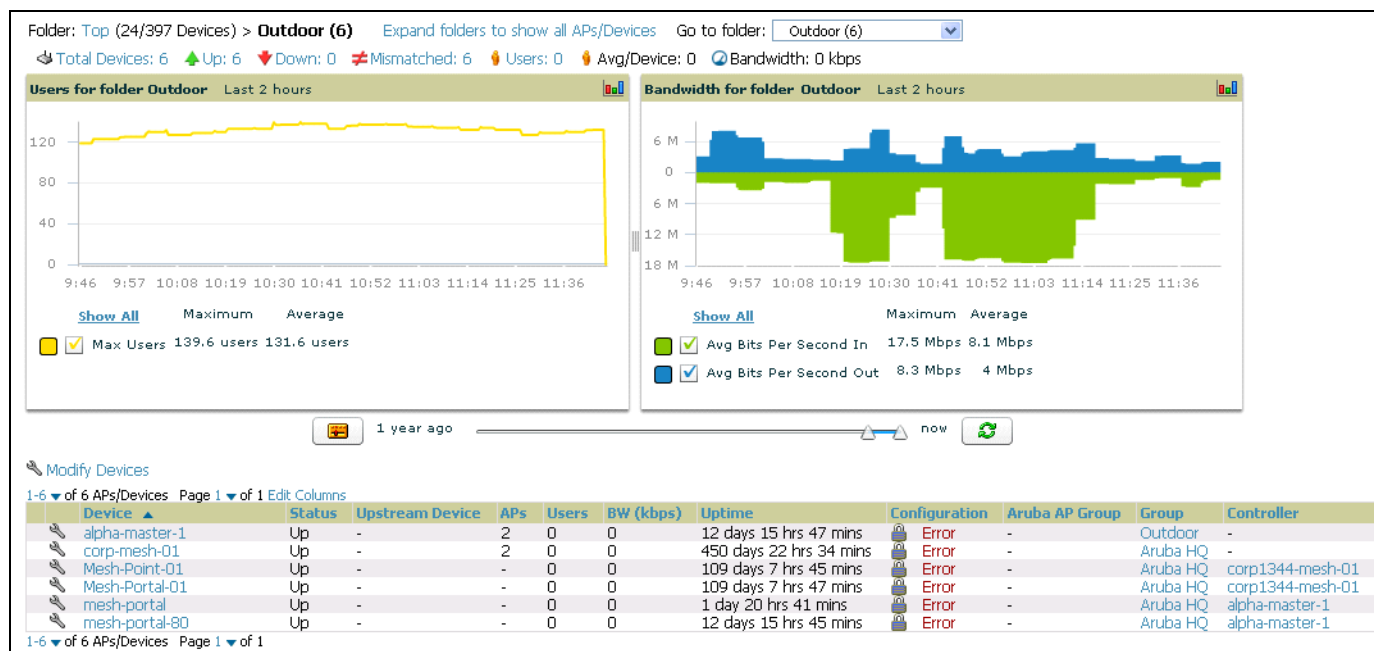 Folder: Top (24/397 Devices) > Outdoor (6) Expand folders to show all APs/Devices Go to folder: Outdoor (6)
Total Devices: 6 Up: 6 Down: 0 Mismatched: 6 Users: 0 Avg/Device: 0 Bandwidth: 0 kbps
Users for folder Outdoor Last 2 hours
120
80
40
0
9:46 9:57 10:08 10:19 10:30 10:41 10:52 11:03 11:14 11:25 11:36
Show All Maximum Average
Max Users 139.6 users 131.6 users
Bandwidth for folder Outdoor Last 2 hours
6 M
0
6 M
12 M
18 M
9:46 9:57 10:08 10:19 10:30 10:41 10:52 11:03 11:14 11:25 11:36
Show All Maximum Average
Avg Bits Per Second In 17.5 Mbps 8.1 Mbps
Avg Bits Per Second Out 8.3 Mbps 4 Mbps
1 year ago now
Modify Devices
1-6 of 6 APs/Devices Page 1 of 1 Edit Columns
Device Status Upstream Device APs Users BW (kbps) Uptime Configuration Aruba AP Group Group Controller
alpha-master-1 Up - 2 0 0 12 days 15 hrs 47 mins Error - Outdoor -
corp-mesh-01 Up - 2 0 0 450 days 22 hrs 34 mins Error - Aruba HQ -
Mesh-Point-01 Up - - 0 0 109 days 7 hrs 45 mins Error - Aruba HQ corp1344-mesh-01
Mesh-Portal-01 Up - - 0 0 109 days 7 hrs 47 mins Error - Aruba HQ corp1344-mesh-01
mesh-portal Up - - 0 0 1 day 20 hrs 41 mins Error - Aruba HQ alpha-master-1
mesh-portal-80 Up - - 0 0 12 days 15 hrs 45 mins Error - Aruba HQ alpha-master-1
1-6 of 6 APs/Devices Page 1 of 1